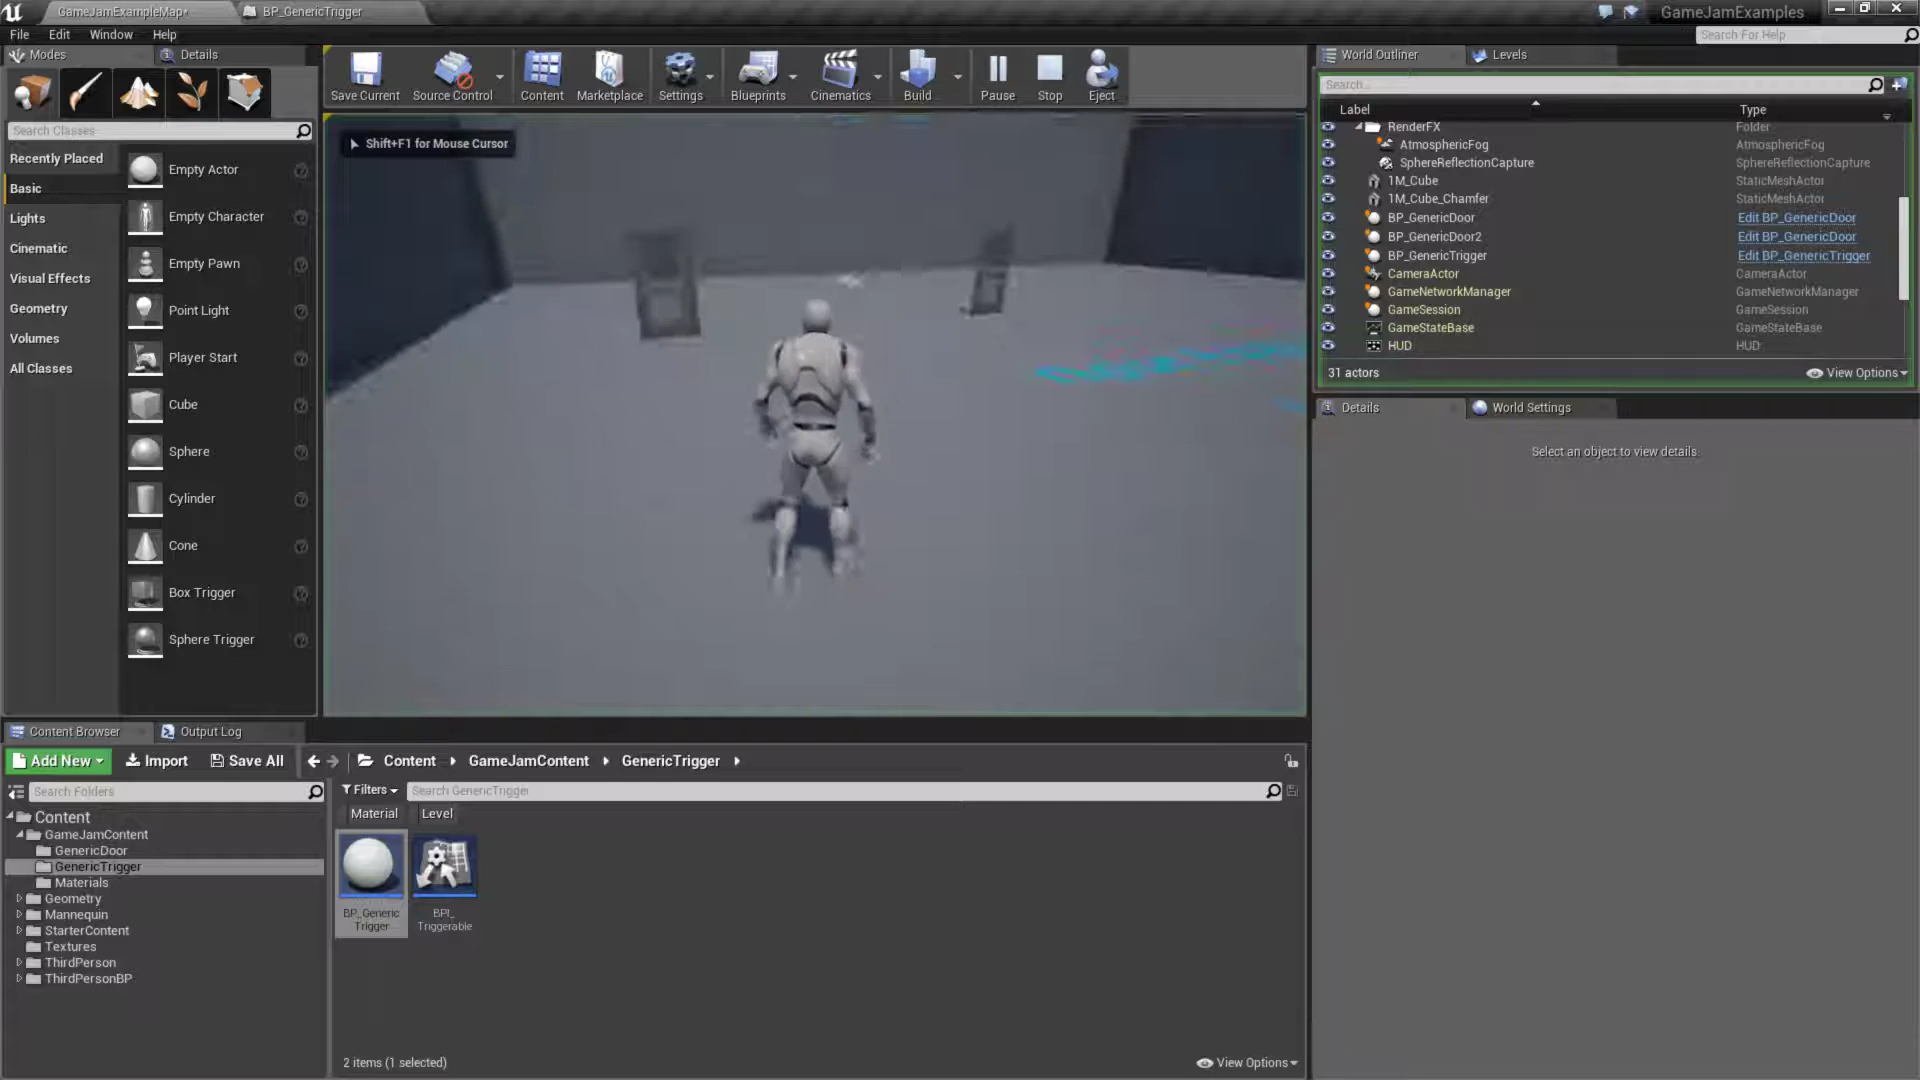 GameJamExampleMap*
BP_GenericTrigger
GameJamExamples
File
Edit
Window
Help
Search For Help
Modes
Details
Search Classes
Recently Placed
Basic
Lights
Cinematic
Visual Effects
Geometry
Volumes
All Classes
Empty Actor
Empty Character
Empty Pawn
Point Light
Player Start
Cube
Sphere
Cylinder
Cone
Box Trigger
Sphere Trigger
Save Current
Source Control
Content
Marketplace
Settings
Blueprints
Cinematics
Build
Pause
Stop
Eject
Shift+F1 for Mouse Cursor
World Outliner
Levels
Search...
Label
Type
RenderFX
Folder
AtmosphericFog
AtmosphericFog
SphereReflectionCapture
SphereReflectionCapture
1M_Cube
StaticMeshActor
1M_Cube_Chamfer
StaticMeshActor
BP_GenericDoor
Edit BP_GenericDoor
BP_GenericDoor2
Edit BP_GenericDoor
BP_GenericTrigger
Edit BP_GenericTrigger
CameraActor
CameraActor
GameNetworkManager
GameNetworkManager
GameSession
GameSession
GameStateBase
GameStateBase
HUD
HUD
31 actors
View Options
Details
World Settings
Select an object to view details.
Content Browser
Output Log
Add New
Import
Save All
Content
GameJamContent
GenericTrigger
Search Folders
Filters
Search GenericTrigger
Material
Level
Content
GameJamContent
GenericDoor
GenericTrigger
Materials
Geometry
Mannequin
StarterContent
Textures
ThirdPerson
ThirdPersonBP
BP_Generic
Trigger
BPI_
Triggerable
2 items (1 selected)
View Options